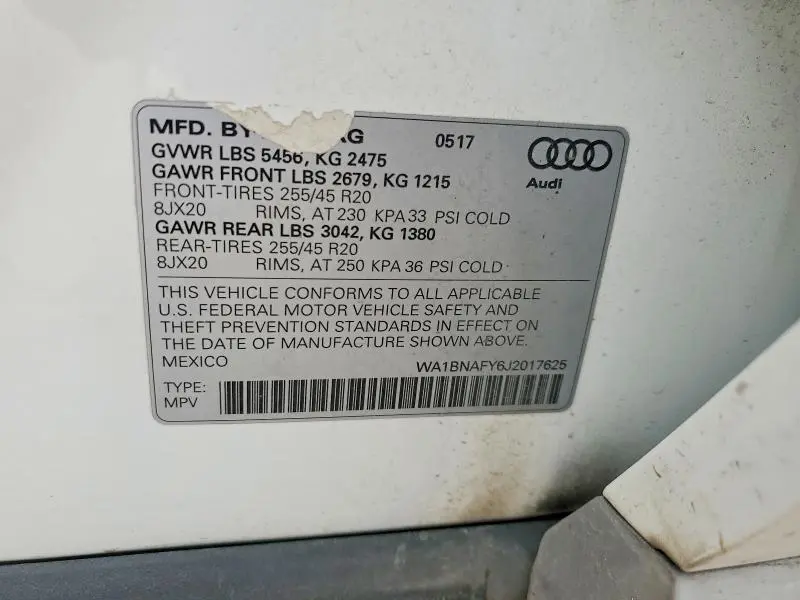 MFD. BY 0517
GVWR LBS 5456, KG 2475
GAWR FRONT LBS 2679, KG 1215
FRONT-TIRES 255/45 R20
8JX20 RIMS, AT 230 KPA 33 PSI COLD
GAWR REAR LBS 3042, KG 1380
REAR-TIRES 255/45 R20
8JX20 RIMS, AT 250 KPA 36 PSI COLD
Audi
THIS VEHICLE CONFORMS TO ALL APPLICABLE
U.S. FEDERAL MOTOR VEHICLE SAFETY AND
THEFT PREVENTION STANDARDS IN EFFECT ON
THE DATE OF MANUFACTURE SHOWN ABOVE.
MEXICO WA1BNAFY6J2017625
TYPE:
MPV